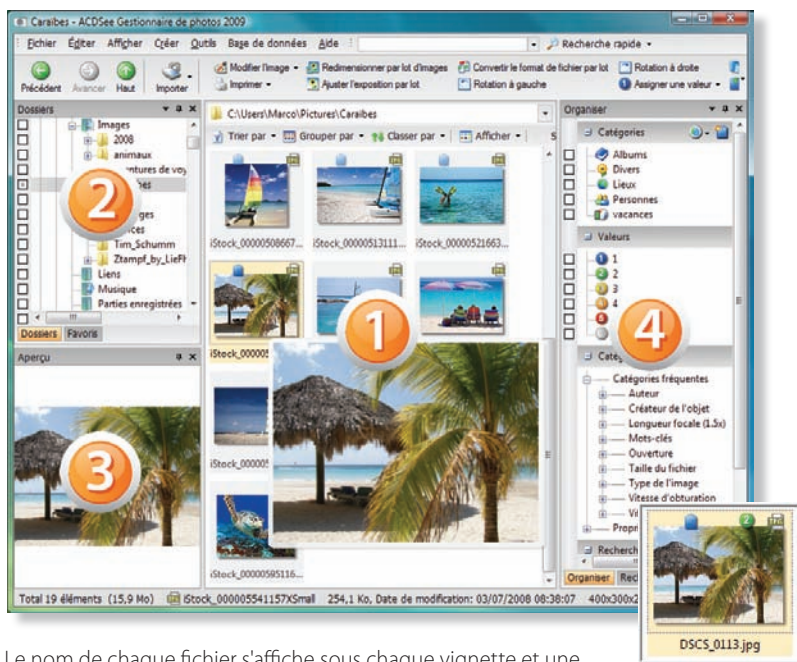 Caraïbes - ACDSee Gestionnaire de photos 2009
Fichier Éditer Afficher Créer Outils Base de données Aide Recherche rapide
Modifier l'image Redimensionner par lot d'images Convertir le format de fichier par lot Rotation à droite
Précédent Avancer Haut Importer Imprimer Ajuster l'exposition par lot Rotation à gauche Assigner une valeur
Dossiers
Images
2008
animaux
2
Tim_Schumm
Liens
Musique
Parties enregistrées
Dossiers Favoris
Aperçu
3
C:\Users\Marco\Pictures\Caraibes
Trier par Grouper par Classer par Afficher
iStock_00000508667... iStock_00000513111... iStock_00000521663...
1
iStock_00000595116...
Organiser
Catégories
Albums
Divers
Lieux
Personnes
vacances
Valeurs
1
2
3
4
5
4
Catégories fréquentes
Auteur
Créateur de l'objet
Longueur focale (1.5x)
Mots-clés
Ouverture
Taille du fichier
Type de l'image
Vitesse d'obturation
Organiser
Total 19 éléments (15,9 Mo) iStock_000005541157XSmall 254,1 Ko, Date de modification: 03/07/2008 08:38:07
2
DSCS_0113.jpg
Le nom de chaque fichier s'affiche sous chaque vignette et une